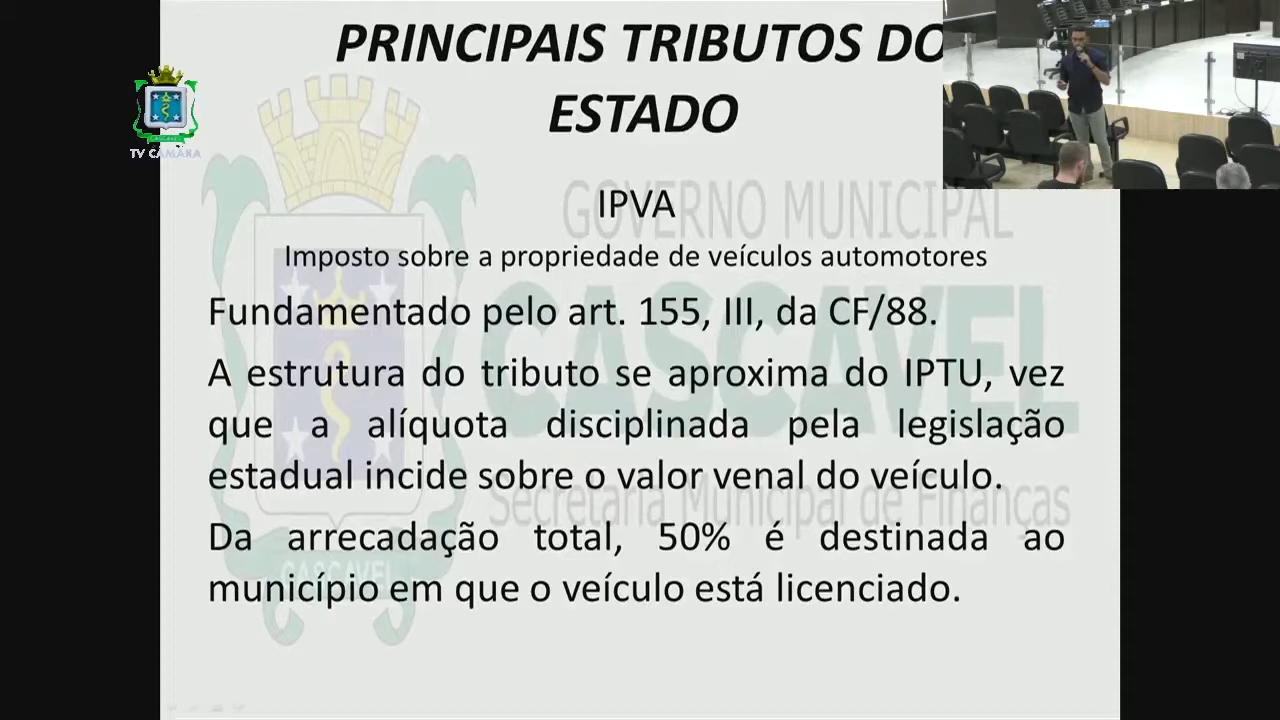 PRINCIPAIS TRIBUTOS DO
ESTADO
TV CÂMARA
GOVERNO MUNICIPAL
IPVA
Imposto sobre a propriedade de veículos automotores
Fundamentado pelo art. 155, III, da CF/88.
CASCAVEL
A estrutura do tributo se aproxima do IPTU, vez
que a alíquota disciplinada pela legislação
estadual incide sobre o valor venal do veículo.
Secretaria Municipal de Finanças
Da arrecadação total, 50% é destinada ao
CASCAVEL
município em que o veículo está licenciado.